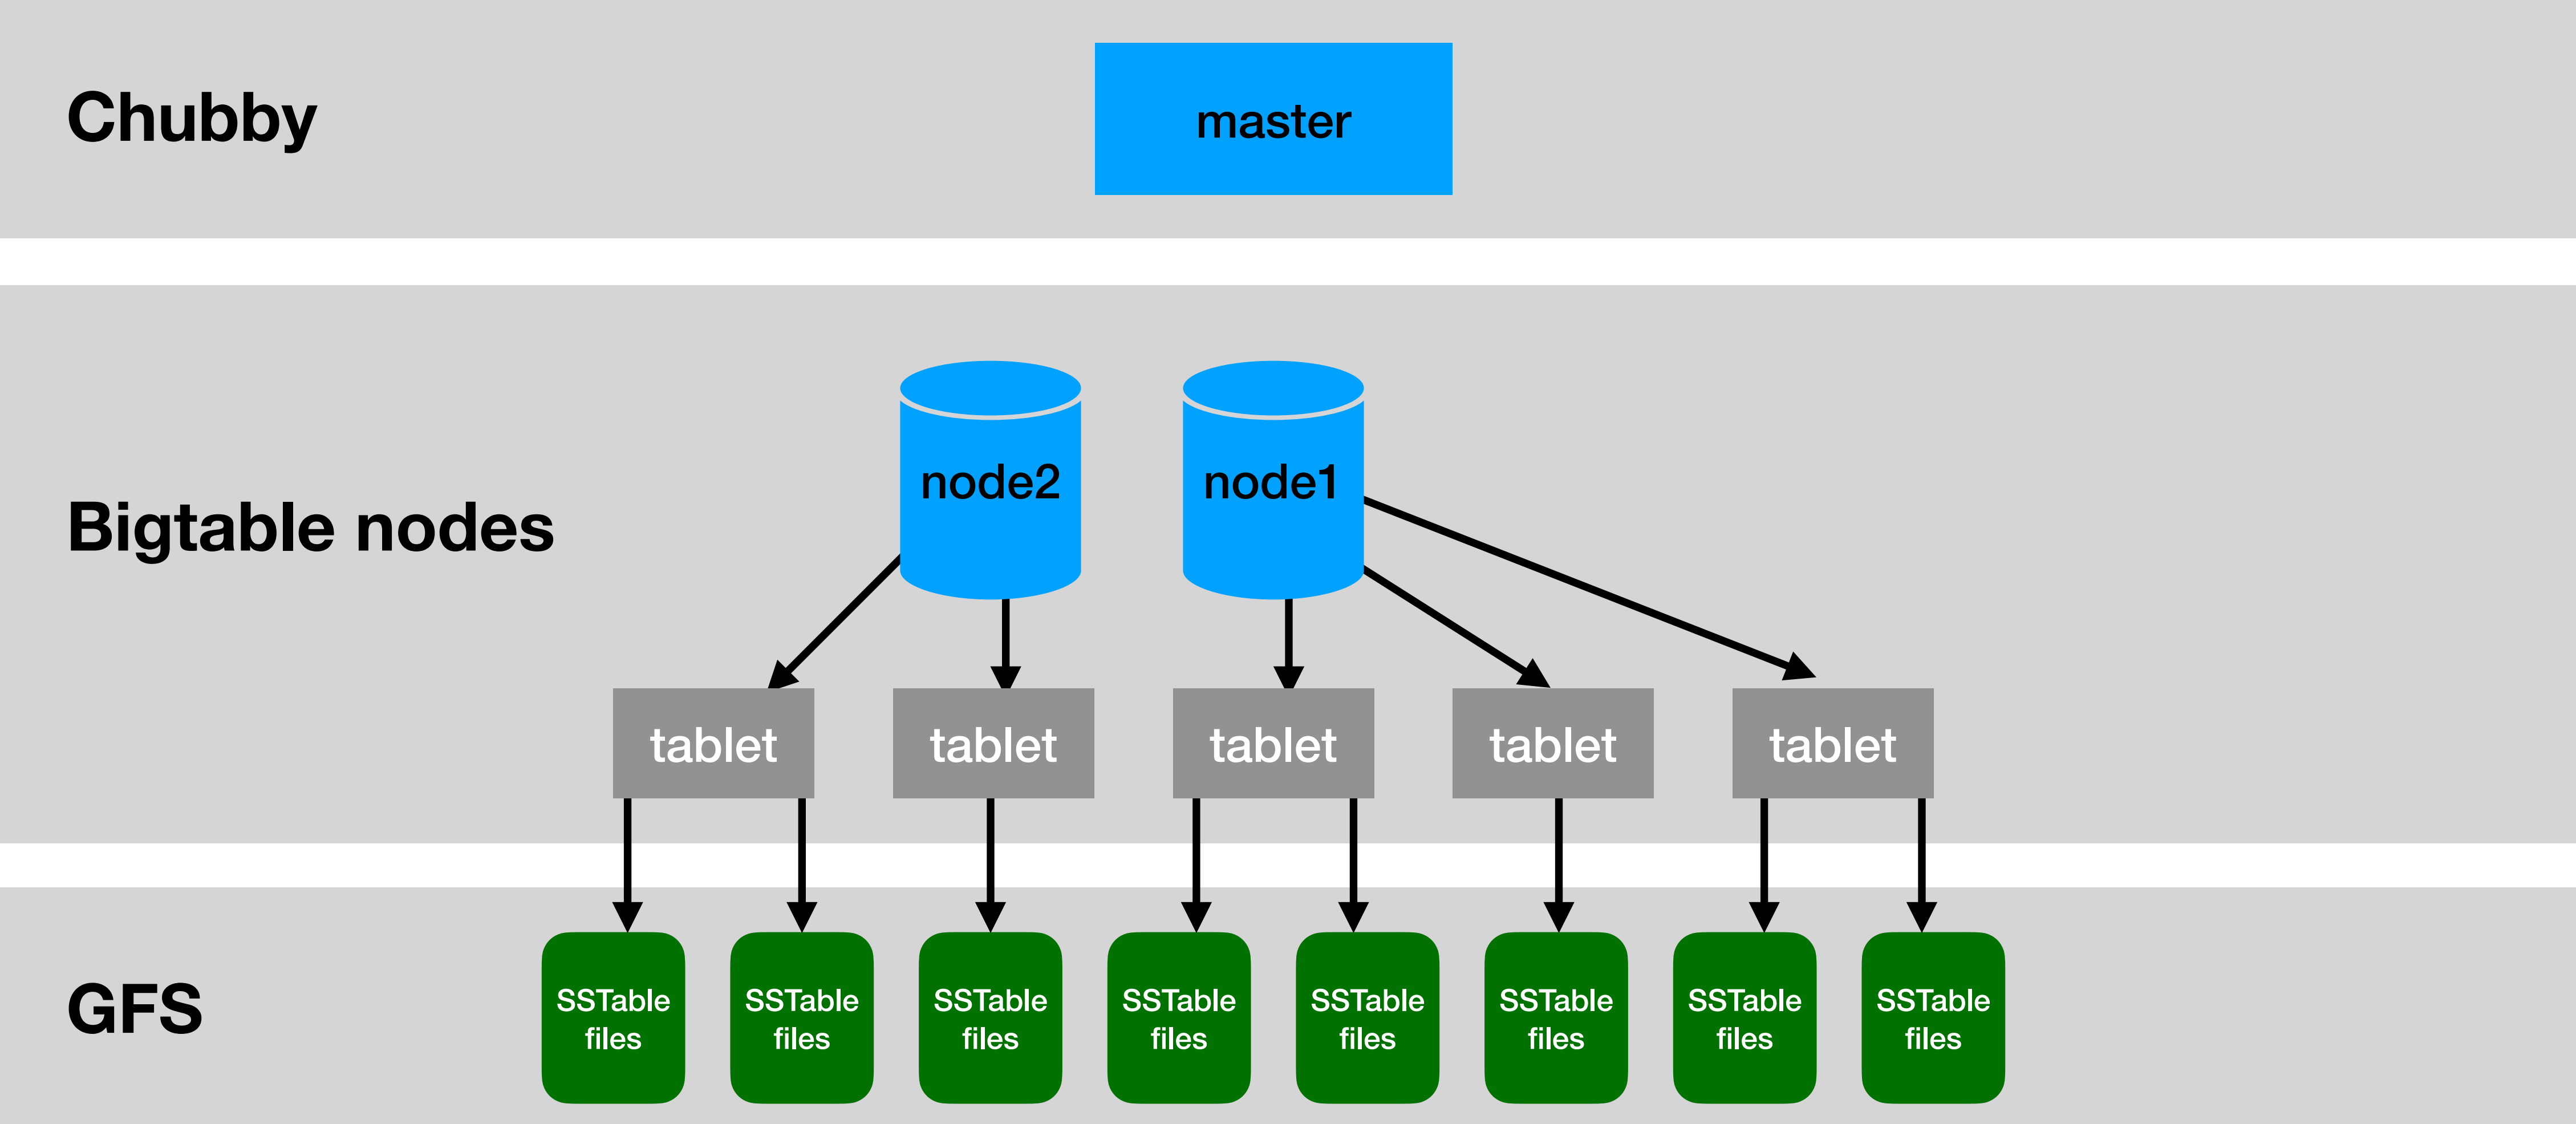 Chubby
master
node2
node1
Bigtable nodes
tablet
tablet
tablet
tablet
tablet
GFS
SSTable
files
SSTable
files
SSTable
files
SSTable
files
SSTable
files
SSTable
files
SSTable
files
SSTable
files